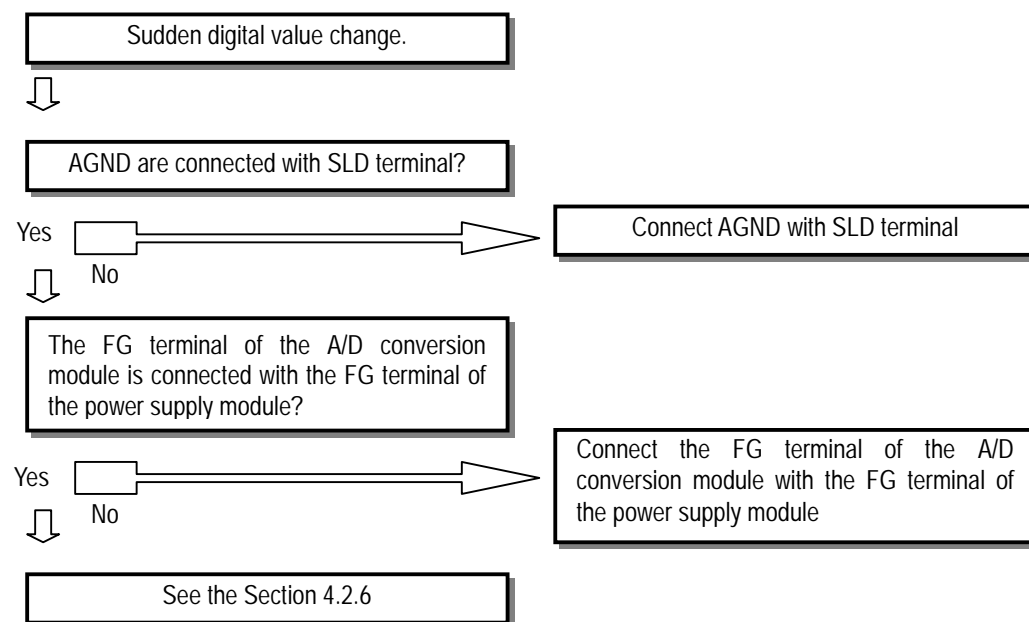 Sudden digital value change.
AGND are connected with SLD terminal?
Yes
No
Connect AGND with SLD terminal
The FG terminal of the A/D conversion
module is connected with the FG terminal of
the power supply module?
Yes
No
Connect the FG terminal of the A/D
conversion module with the FG terminal of
the power supply module
See the Section 4.2.6